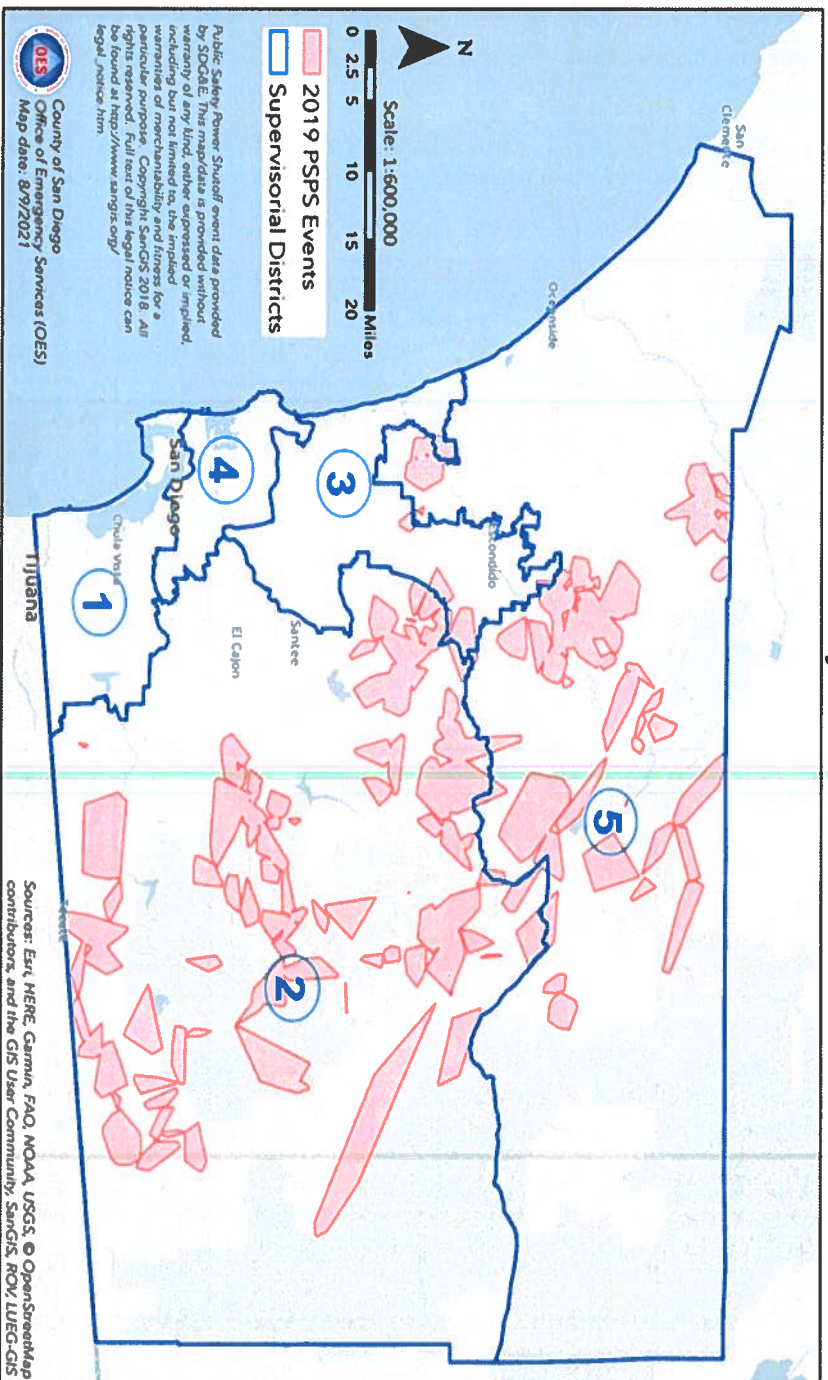 San
Clemente
Oceanside
Escondido
5
3
4
2
1
Santee
El Cajon
San Diego
Chula Vista
Tijuana
Tecate
N
Scale: 1:600,000
0 2.5 5 10 15 20
Miles
2019 PSPS Events
Supervisorial Districts
Public Safety Power Shutoff event data provided
by SDG&E. This map/data is provided without
warranty of any kind, either expressed or implied,
including but not limited to, the implied
warranties of merchantability and fitness for a
particular purpose. Copyright SanGIS 2018. All
rights reserved. Full text of this legal notice can
be found at http://www.sangis.org/
legal_notice.htm
OES
County of San Diego
Office of Emergency Services (OES)
Map date: 8/9/2021
Sources: Esri, HERE, Garmin, FAO, NOAA, USGS, © OpenStreetMap
contributors, and the GIS User Community, SanGIS, ROW, LUEG-GIS